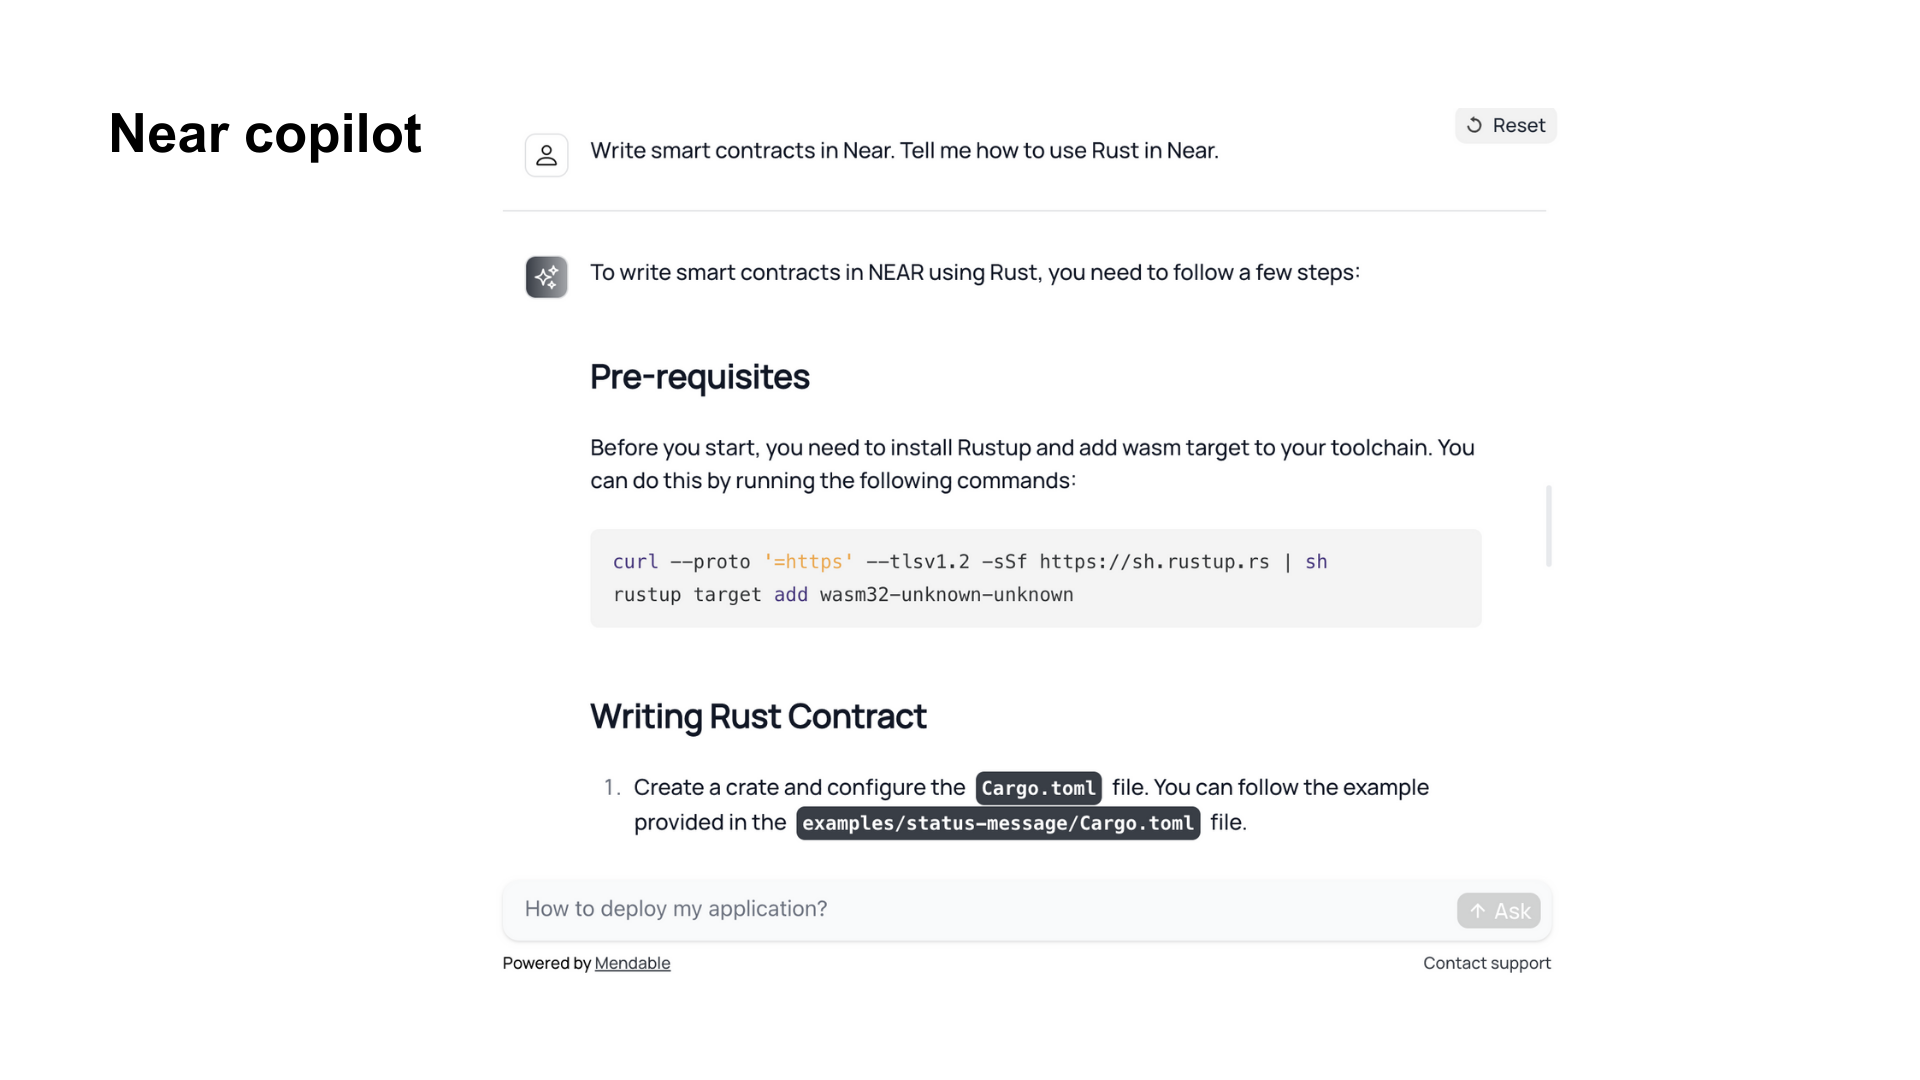 Near copilot
Reset
Write smart contracts in Near. Tell me how to use Rust in Near.
To write smart contracts in NEAR using Rust, you need to follow a few steps:
Pre-requisites
Before you start, you need to install Rustup and add wasm target to your toolchain. You
can do this by running the following commands:
curl --proto '=https' --tlsv1.2 -sSf https://sh.rustup.rs | sh
rustup target add wasm32-unknown-unknown
Writing Rust Contract
1. Create a crate and configure the Cargo.toml file. You can follow the example
provided in the examples/status-message/Cargo.toml file.
How to deploy my application?
Ask
Powered by Mendable
Contact support